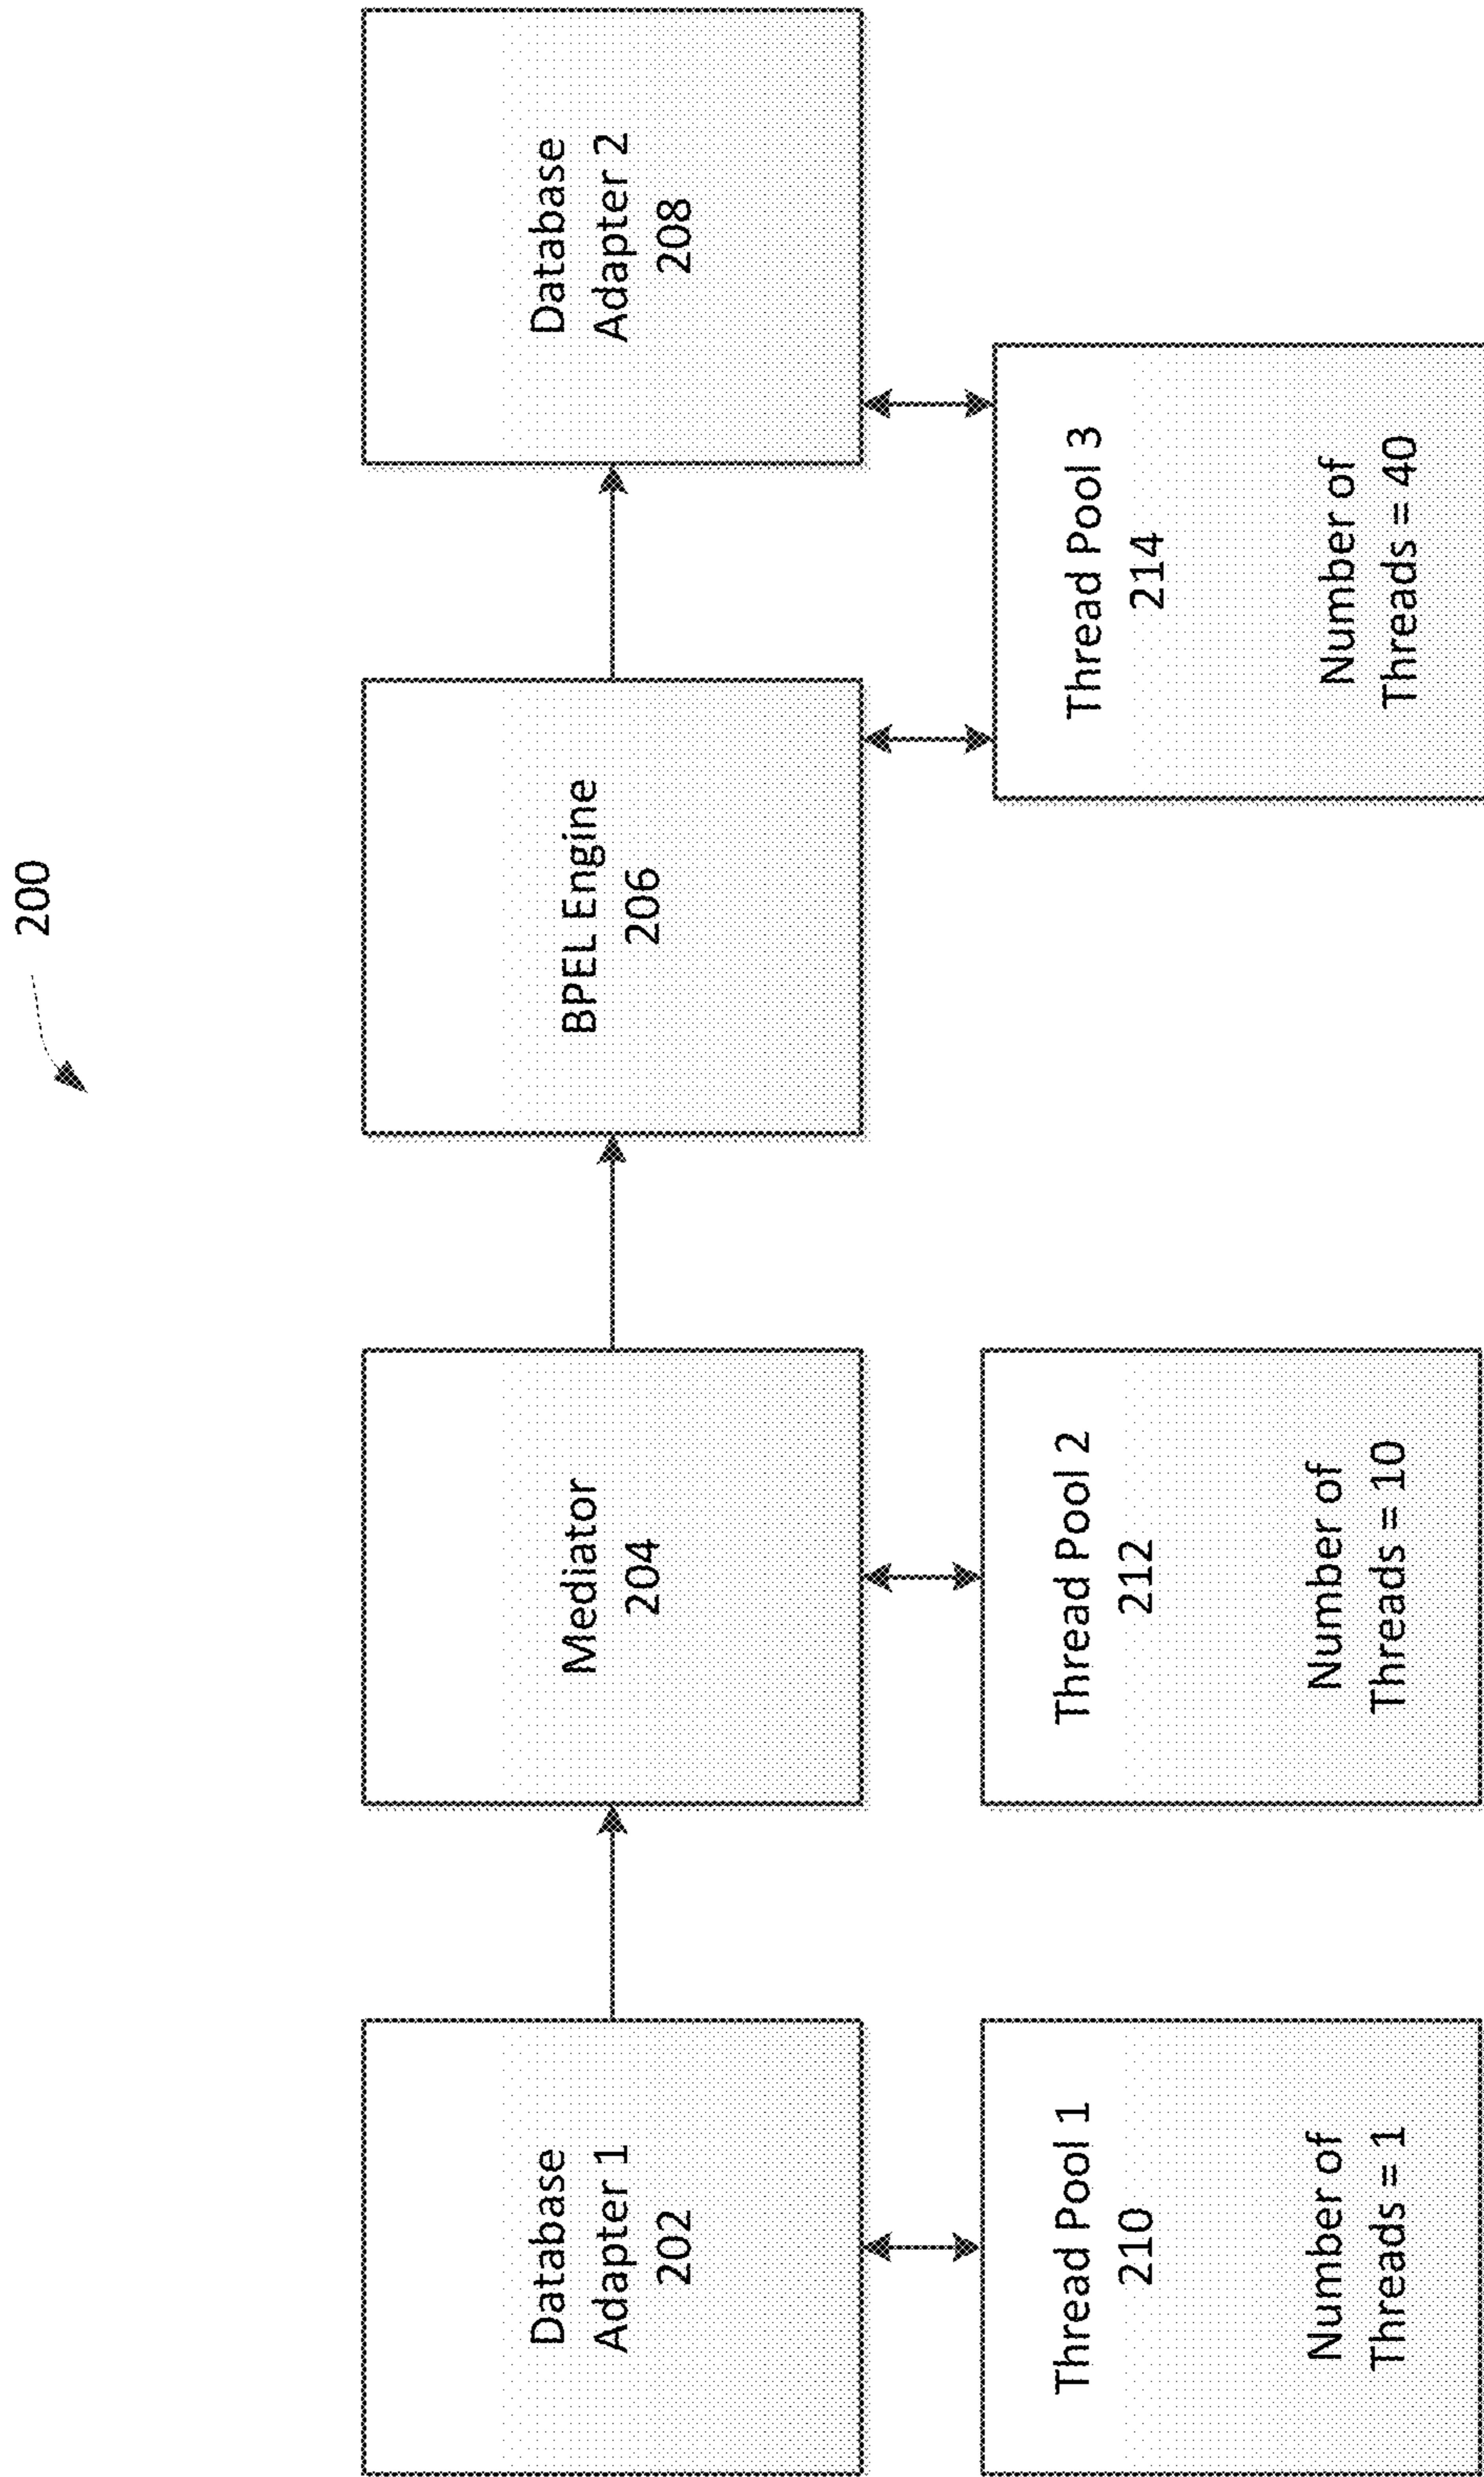 200
Database
Adapter 1
202
Mediator
204
BPEL Engine
206
Database
Adapter 2
208
Thread Pool 1
210
Number of
Threads = 1
Thread Pool 2
212
Number of
Threads = 10
Thread Pool 3
214
Number of
Threads = 40